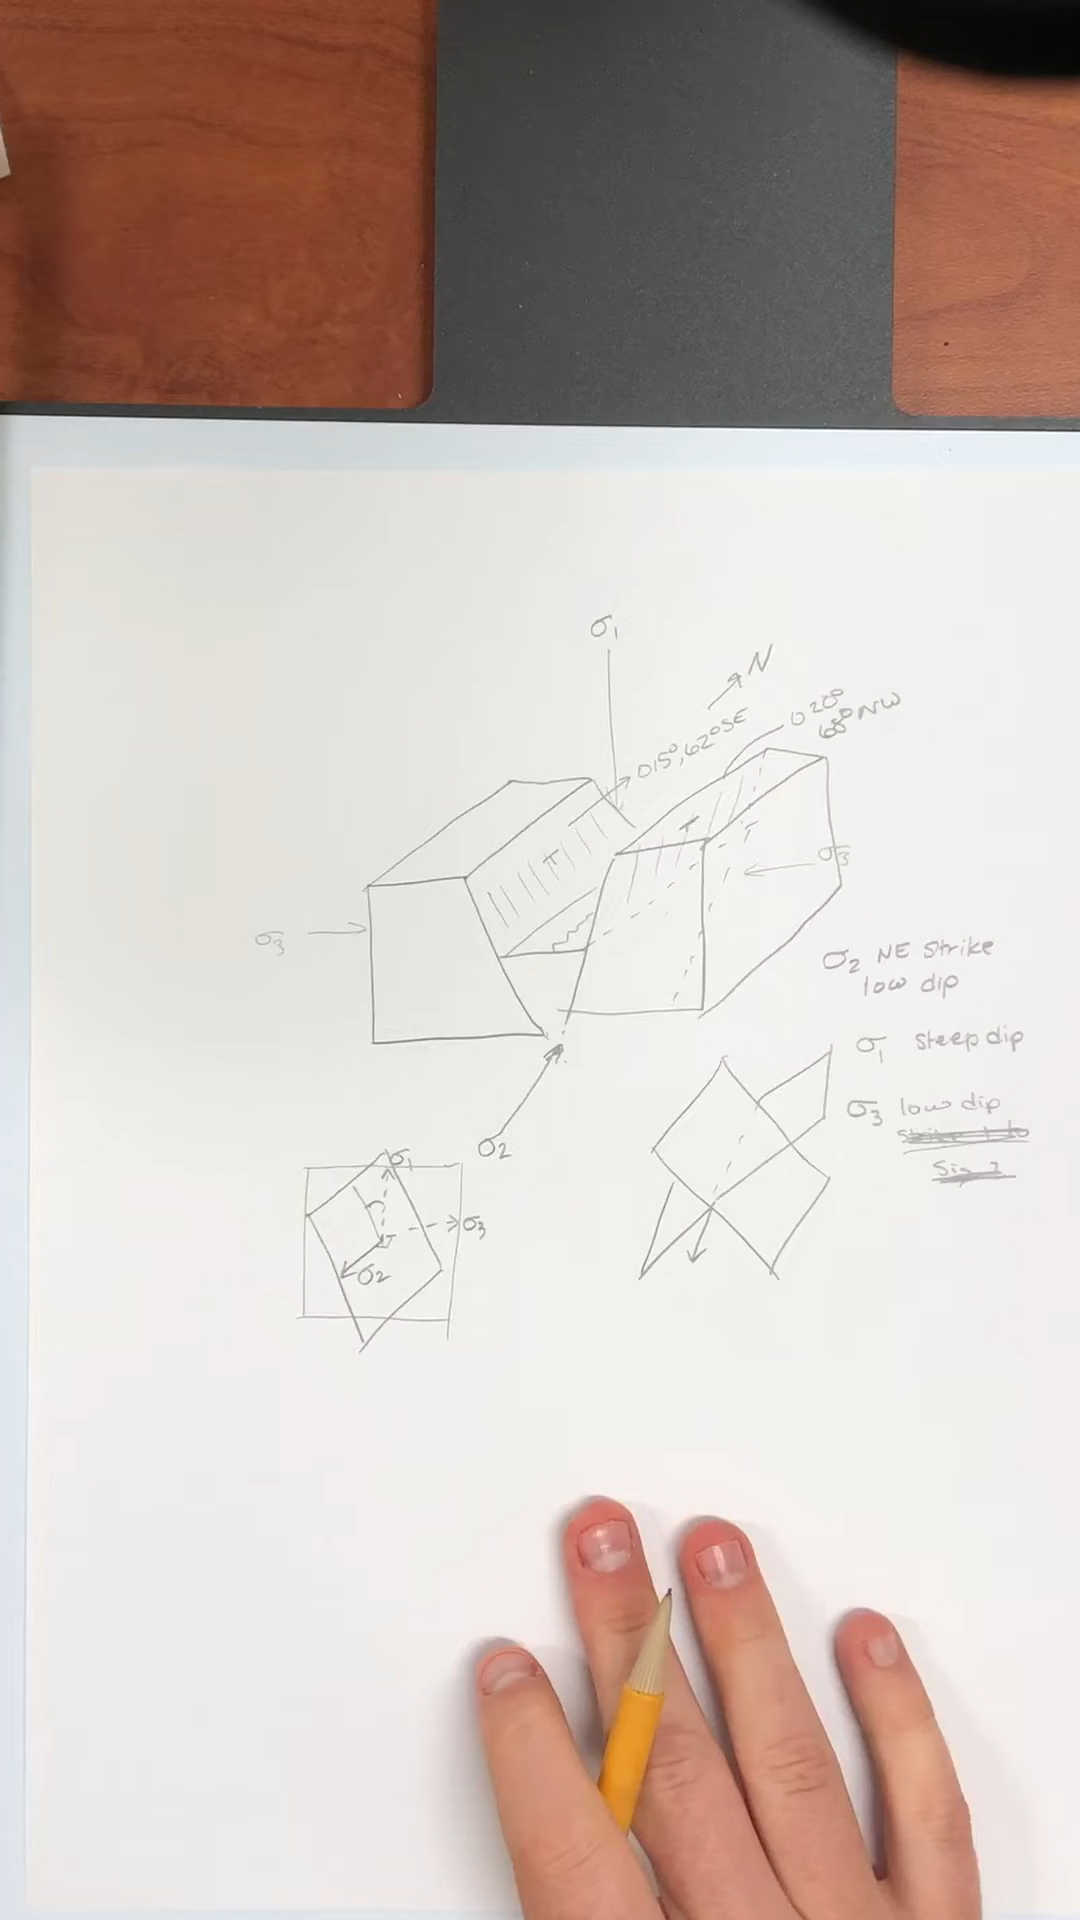 σ1
N
015°, 62°SE
020°
68°NW
σ3
σ3
σ2 NE Strike
low dip
σ1 Steep dip
σ3 low dip
σ2
σ1
σ3
σ2